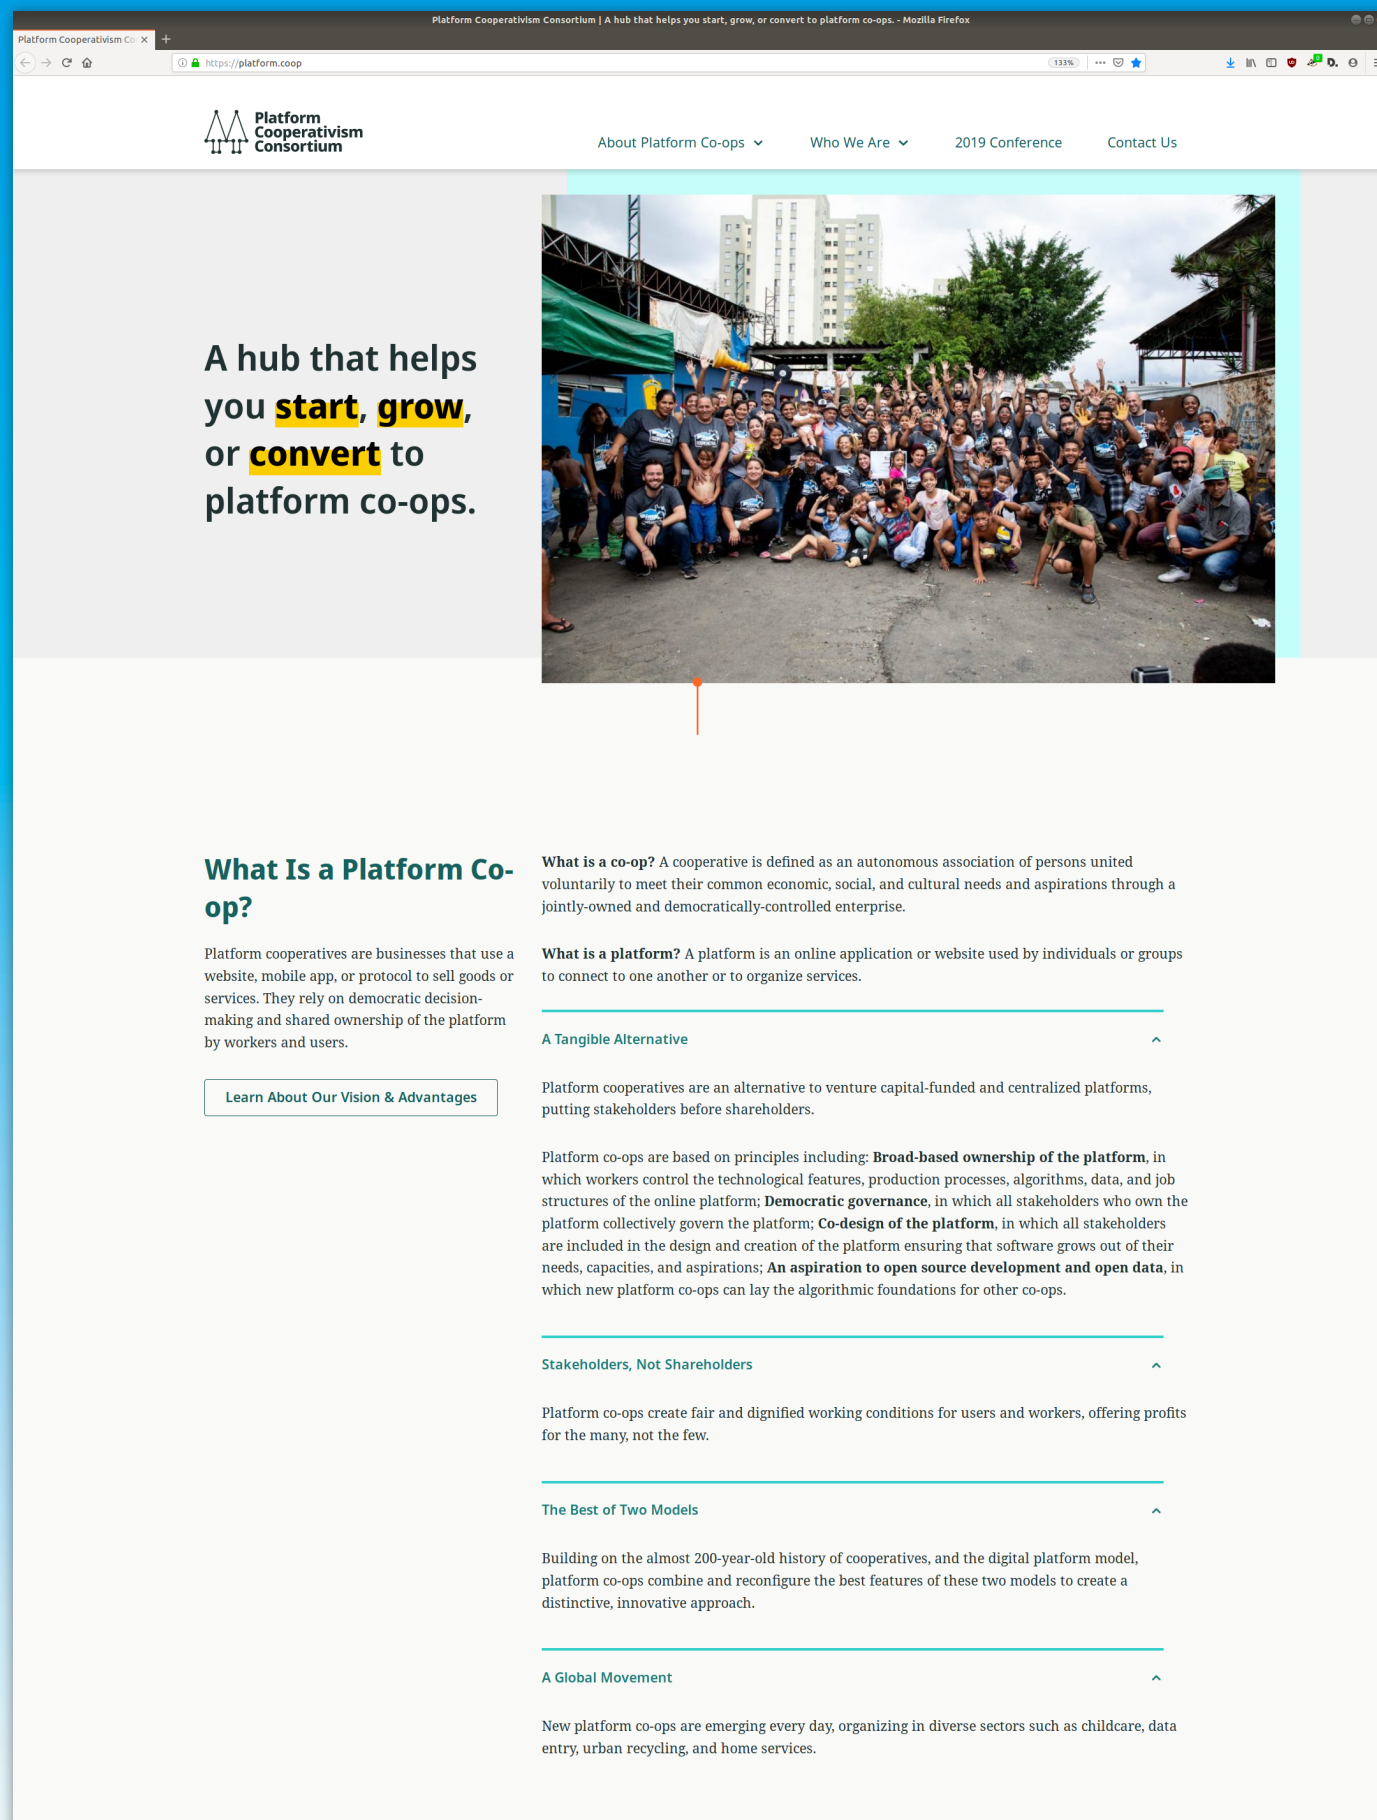 Platform Cooperativism Consortium | A hub that helps you start, grow, or convert to platform co-ops. - Mozilla Firefox
Platform Cooperativism Co
https://platform.coop
133%
Platform
Cooperativism
Consortium
About Platform Co-ops
Who We Are
2019 Conference
Contact Us
A hub that helps
you start, grow,
or convert to
platform co-ops.
What Is a Platform Co-
op?
Platform cooperatives are businesses that use a
website, mobile app, or protocol to sell goods or
services. They rely on democratic decision-
making and shared ownership of the platform
by workers and users.
Learn About Our Vision & Advantages
What is a co-op? A cooperative is defined as an autonomous association of persons united
voluntarily to meet their common economic, social, and cultural needs and aspirations through a
jointly-owned and democratically-controlled enterprise.
What is a platform? A platform is an online application or website used by individuals or groups
to connect to one another or to organize services.
A Tangible Alternative
Platform cooperatives are an alternative to venture capital-funded and centralized platforms,
putting stakeholders before shareholders.
Platform co-ops are based on principles including: Broad-based ownership of the platform, in
which workers control the technological features, production processes, algorithms, data, and job
structures of the online platform; Democratic governance, in which all stakeholders who own the
platform collectively govern the platform; Co-design of the platform, in which all stakeholders
are included in the design and creation of the platform ensuring that software grows out of their
needs, capacities, and aspirations; An aspiration to open source development and open data, in
which new platform co-ops can lay the algorithmic foundations for other co-ops.
Stakeholders, Not Shareholders
Platform co-ops create fair and dignified working conditions for users and workers, offering profits
for the many, not the few.
The Best of Two Models
Building on the almost 200-year-old history of cooperatives, and the digital platform model,
platform co-ops combine and reconfigure the best features of these two models to create a
distinctive, innovative approach.
A Global Movement
New platform co-ops are emerging every day, organizing in diverse sectors such as childcare, data
entry, urban recycling, and home services.